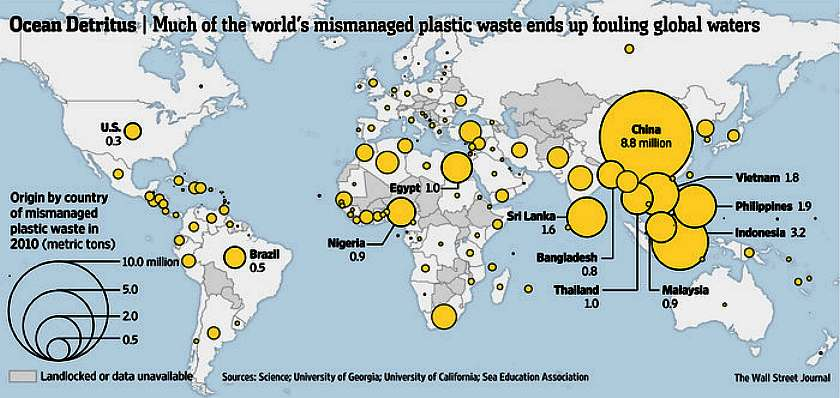 Ocean Detritus | Much of the world's mismanaged plastic waste ends up fouling global waters
U.S.
0.3
China
8.8 million
Egypt 1.0
Vietnam 1.8
Philippines 1.9
Sri Lanka
1.6
Indonesia 3.2
Nigeria
0.9
Brazil
0.5
Bangladesh
0.8
Thailand
1.0
Malaysia
0.9
Origin by country
of mismanaged
plastic waste in
2010 (metric tons)
10.0 million
5.0
2.0
0.5
Landlocked or data unavailable
Sources: Science; University of Georgia; University of California; Sea Education Association
The Wall Street Journal